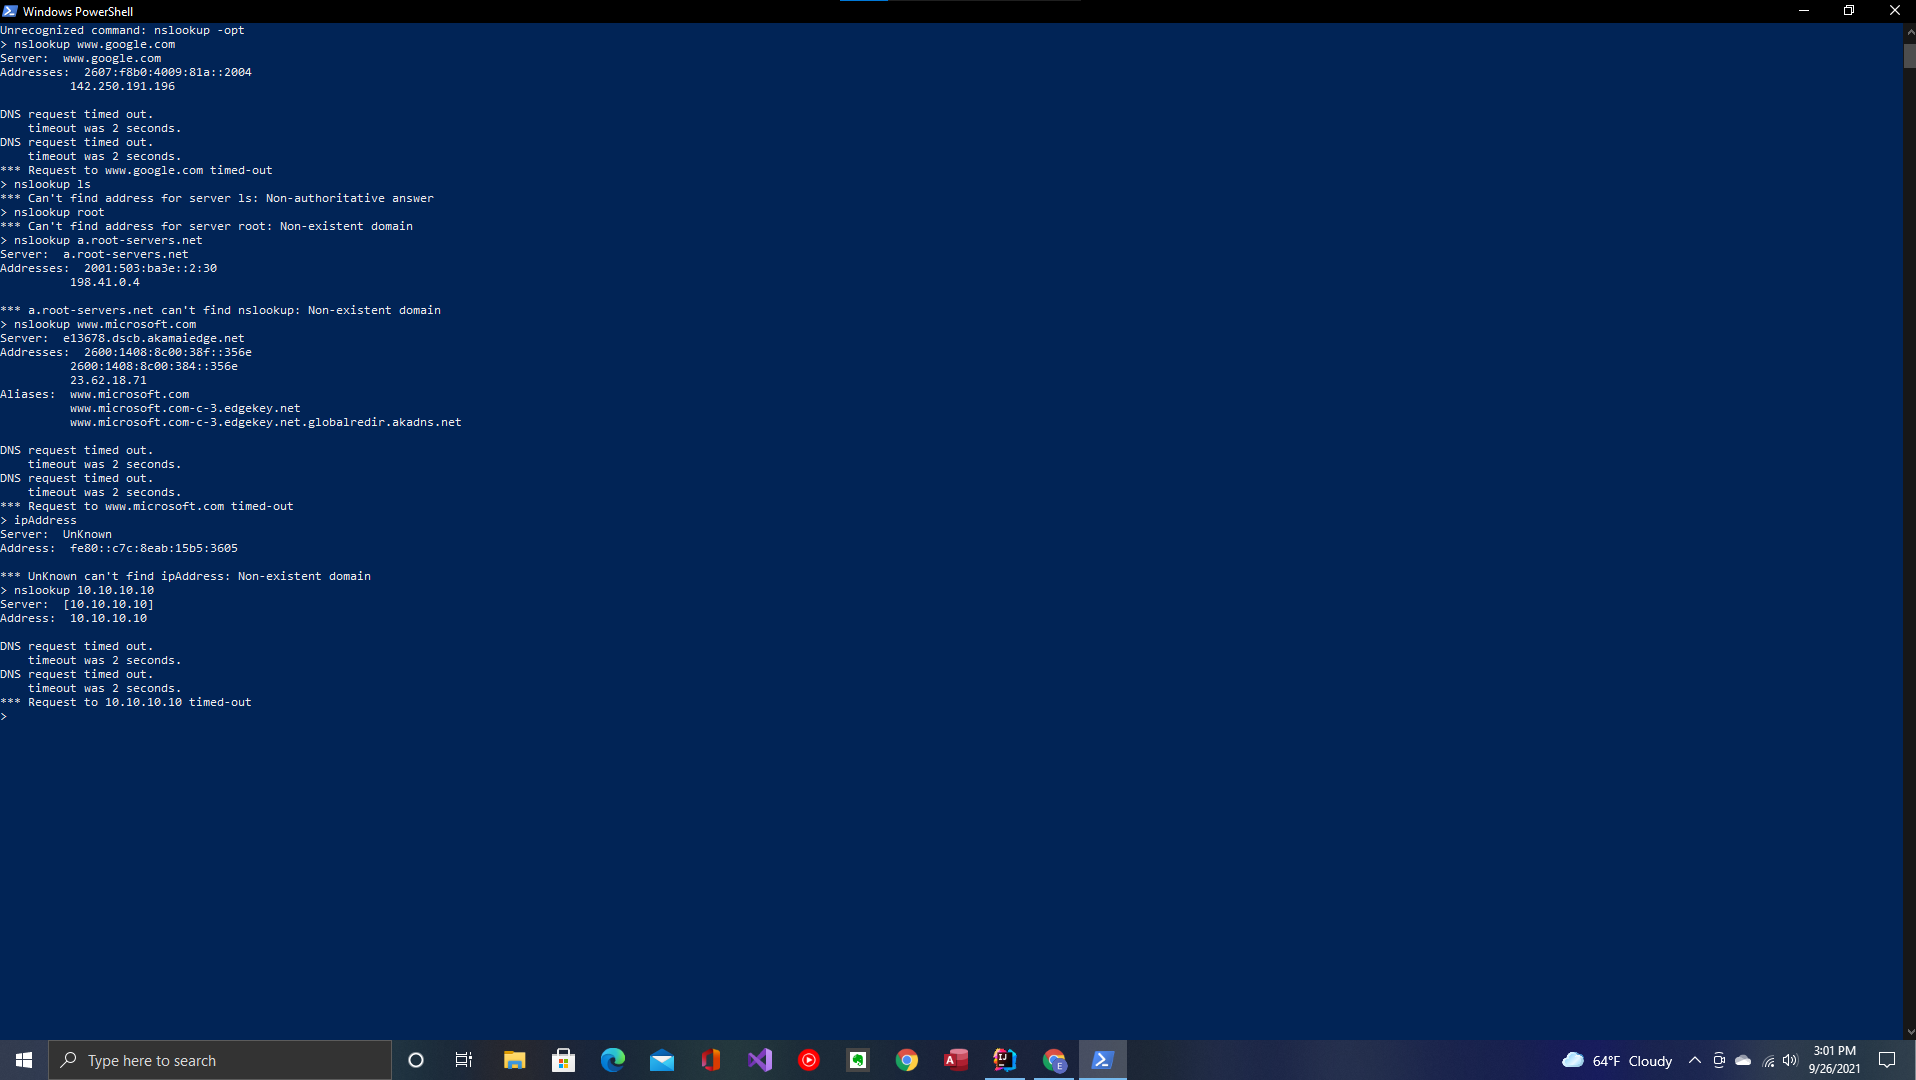 Windows PowerShell
Unrecognized command: nslookup -opt
> nslookup www.google.com
Server:  www.google.com
Addresses:  2607:f8b0:4009:81a::2004
          142.250.191.196
DNS request timed out.
    timeout was 2 seconds.
DNS request timed out.
    timeout was 2 seconds.
*** Request to www.google.com timed-out
> nslookup ls
*** Can't find address for server ls: Non-authoritative answer
> nslookup root
*** Can't find address for server root: Non-existent domain
> nslookup a.root-servers.net
Server:  a.root-servers.net
Addresses:  2001:503:ba3e::2:30
          198.41.0.4
*** a.root-servers.net can't find nslookup: Non-existent domain
> nslookup www.microsoft.com
Server:  e13678.dscb.akamaiedge.net
Addresses:  2600:1408:8c00:38f::356e
          2600:1408:8c00:384::356e
          23.62.18.71
Aliases:  www.microsoft.com
          www.microsoft.com-c-3.edgekey.net
          www.microsoft.com-c-3.edgekey.net.globalredir.akadns.net
DNS request timed out.
    timeout was 2 seconds.
DNS request timed out.
    timeout was 2 seconds.
*** Request to www.microsoft.com timed-out
> ipAddress
Server:  UnKnown
Address:  fe80::c7c:8eab:15b5:3605
*** UnKnown can't find ipAddress: Non-existent domain
> nslookup 10.10.10.10
Server:  [10.10.10.10]
Address:  10.10.10.10
DNS request timed out.
    timeout was 2 seconds.
DNS request timed out.
    timeout was 2 seconds.
*** Request to 10.10.10.10 timed-out
>
Type here to search
A
IJ
E
64°F Cloudy
3:01 PM
9/26/2021